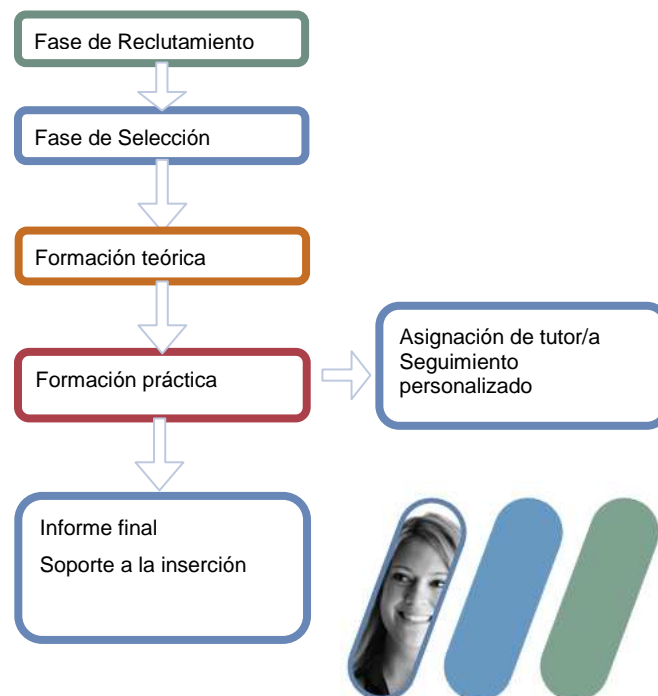 Fase de Reclutamiento
Fase de Selección
Formación teórica
Formación práctica
Asignación de tutor/a
Seguimiento
personalizado
Informe final
Soporte a la inserción